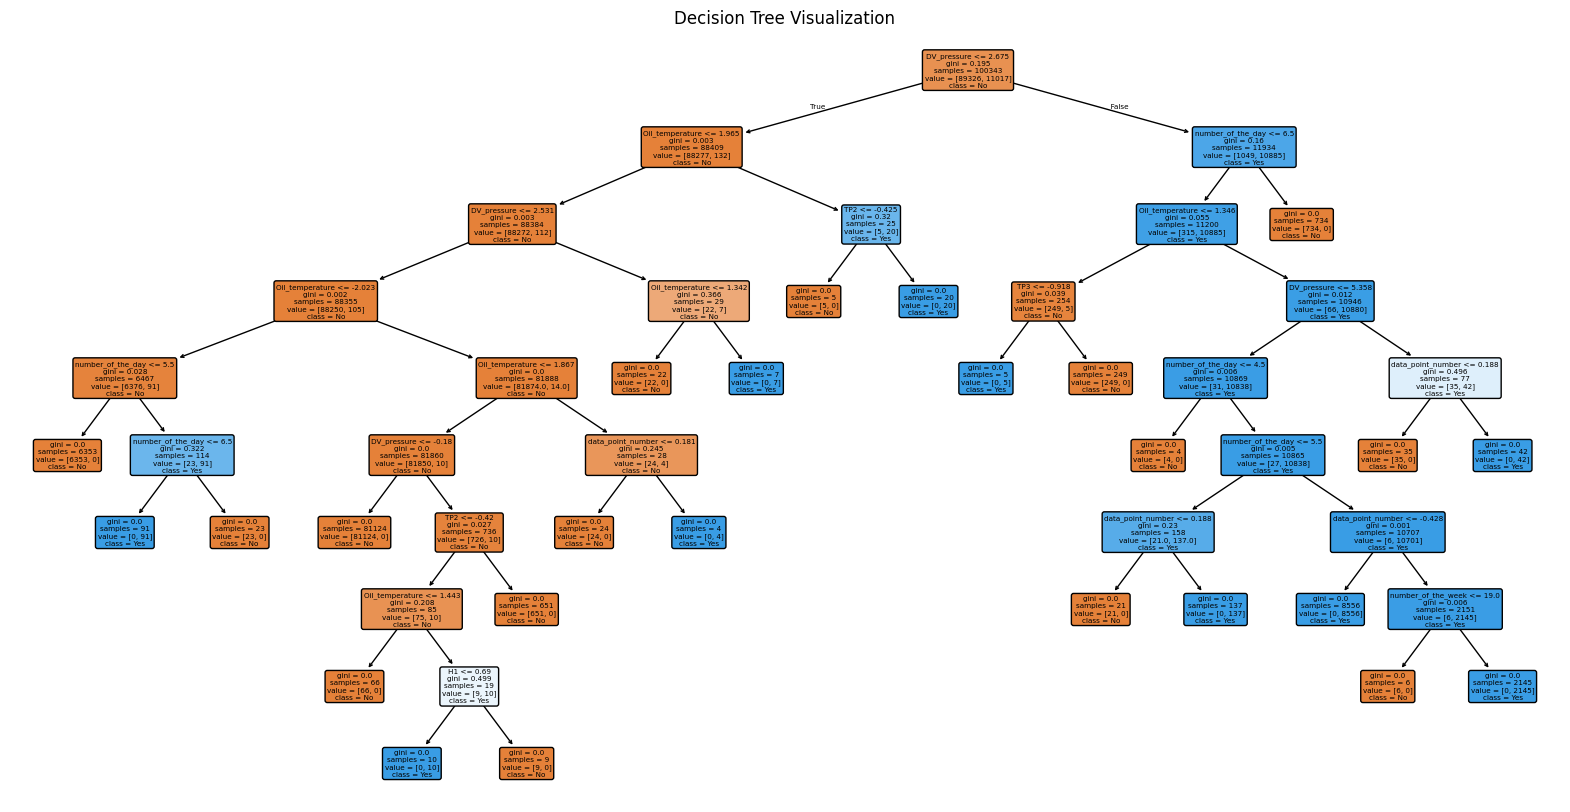 Decision Tree Visualization
DV_pressure <= 2.675
gini = 0.195
samples = 100343
value = [89326, 11017]
class = No
True
False
Oil_temperature <= 1.965
gini = 0.003
samples = 88409
value = [88277, 132]
class = No
number_of_the_day <= 6.5
gini = 0.16
samples = 11934
value = [1049, 10885]
class = Yes
DV_pressure <= 2.531
gini = 0.003
samples = 88384
value = [88272, 112]
class = No
TP2 <= -0.425
gini = 0.32
samples = 25
value = [5, 20]
class = Yes
Oil_temperature <= 1.346
gini = 0.055
samples = 11200
value = [315, 10885]
class = Yes
gini = 0.0
samples = 734
value = [734, 0]
class = No
Oil_temperature <= -2.023
gini = 0.002
samples = 88355
value = [88250, 105]
class = No
Oil_temperature <= 1.342
gini = 0.366
samples = 29
value = [22, 7]
class = No
gini = 0.0
samples = 5
value = [5, 0]
class = No
gini = 0.0
samples = 20
value = [0, 20]
class = Yes
TP3 <= -0.918
gini = 0.039
samples = 254
value = [249, 5]
class = No
DV_pressure <= 5.358
gini = 0.012
samples = 10946
value = [66, 10880]
class = Yes
number_of_the_day <= 5.5
gini = 0.028
samples = 6467
value = [6376, 91]
class = No
Oil_temperature <= 1.867
gini = 0.0
samples = 81888
value = [81874.0, 14.0]
class = No
gini = 0.0
samples = 22
value = [22, 0]
class = No
gini = 0.0
samples = 7
value = [0, 7]
class = Yes
gini = 0.0
samples = 5
value = [0, 5]
class = Yes
gini = 0.0
samples = 249
value = [249, 0]
class = No
number_of_the_day <= 4.5
gini = 0.006
samples = 10869
value = [31, 10838]
class = Yes
data_point_number <= 0.188
gini = 0.496
samples = 77
value = [35, 42]
class = Yes
gini = 0.0
samples = 6353
value = [6353, 0]
class = No
number_of_the_day <= 6.5
gini = 0.322
samples = 114
value = [23, 91]
class = Yes
DV_pressure <= -0.18
gini = 0.0
samples = 81860
value = [81850, 10]
class = No
data_point_number <= 0.181
gini = 0.245
samples = 28
value = [24, 4]
class = No
gini = 0.0
samples = 4
value = [4, 0]
class = No
number_of_the_day <= 5.5
gini = 0.005
samples = 10865
value = [27, 10838]
class = Yes
gini = 0.0
samples = 35
value = [35, 0]
class = No
gini = 0.0
samples = 42
value = [0, 42]
class = Yes
gini = 0.0
samples = 91
value = [0, 91]
class = Yes
gini = 0.0
samples = 23
value = [23, 0]
class = No
gini = 0.0
samples = 81124
value = [81124, 0]
class = No
TP2 <= -0.42
gini = 0.027
samples = 736
value = [726, 10]
class = No
gini = 0.0
samples = 24
value = [24, 0]
class = No
gini = 0.0
samples = 4
value = [0, 4]
class = Yes
data_point_number <= 0.188
gini = 0.23
samples = 158
value = [21.0, 137.0]
class = Yes
data_point_number <= -0.428
gini = 0.001
samples = 10707
value = [6, 10701]
class = Yes
Oil_temperature <= 1.443
gini = 0.208
samples = 85
value = [75, 10]
class = No
gini = 0.0
samples = 651
value = [651, 0]
class = No
gini = 0.0
samples = 21
value = [21, 0]
class = No
gini = 0.0
samples = 137
value = [0, 137]
class = Yes
gini = 0.0
samples = 8556
value = [0, 8556]
class = Yes
number_of_the_week <= 19.0
gini = 0.006
samples = 2151
value = [6, 2145]
class = Yes
gini = 0.0
samples = 66
value = [66, 0]
class = No
H1 <= 0.69
gini = 0.499
samples = 19
value = [9, 10]
class = Yes
gini = 0.0
samples = 6
value = [6, 0]
class = No
gini = 0.0
samples = 2145
value = [0, 2145]
class = Yes
gini = 0.0
samples = 10
value = [0, 10]
class = Yes
gini = 0.0
samples = 9
value = [9, 0]
class = No